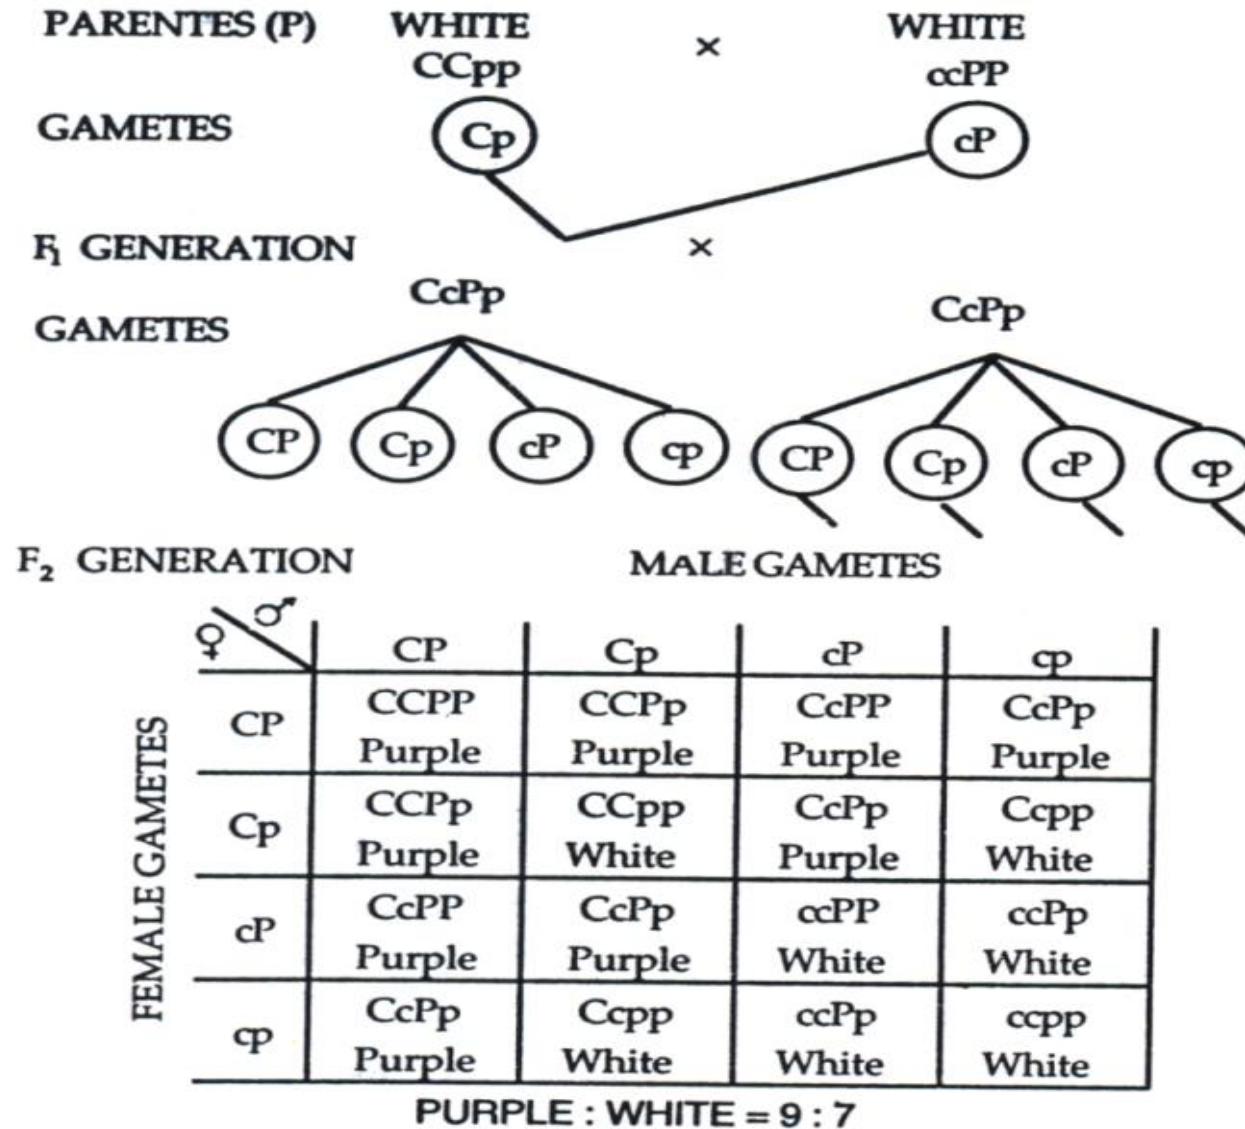 PARENTES (P) WHITE × WHITE
CCpp ccPP
GAMETES Cp cP
F₁ GENERATION ×
CcPp CcPp
GAMETES
CP Cp cP cp CP Cp cP cp
F₂ GENERATION MALE GAMETES
♀ ♂ CP Cp cP cp
FEMALE GAMETES
CP CCPP CCPp CcPP CcPp
Purple Purple Purple Purple
Cp CCPp CCpp CcPp Ccpp
Purple White Purple White
cP CcPP CcPp ccPP ccPp
Purple Purple White White
cp CcPp Ccpp ccPp ccpp
Purple White White White
PURPLE : WHITE = 9 : 7